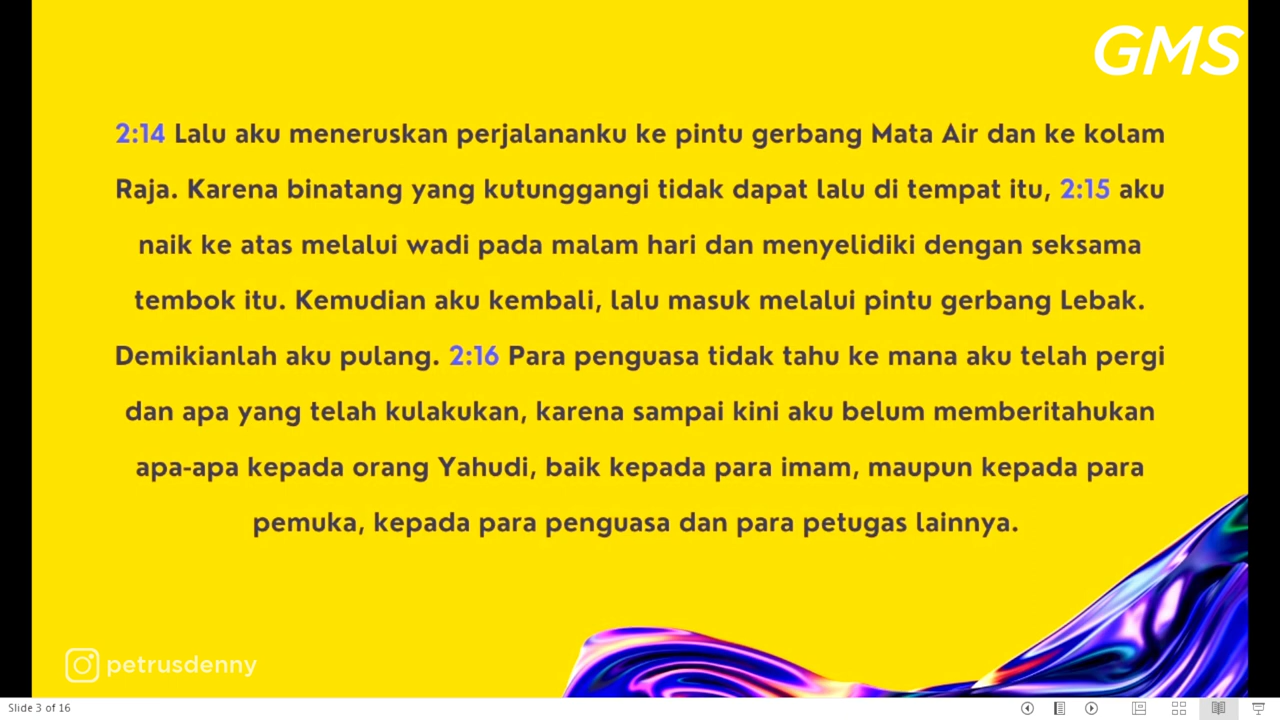 GMS
2:14 Lalu aku meneruskan perjalananku ke pintu gerbang Mata Air dan ke kolam
Raja. Karena binatang yang kutunggangi tidak dapat lalu di tempat itu, 2:15 aku
naik ke atas melalui wadi pada malam hari dan menyelidiki dengan seksama
tembok itu. Kemudian aku kembali, lalu masuk melalui pintu gerbang Lebak.
Demikianlah aku pulang. 2:16 Para penguasa tidak tahu ke mana aku telah pergi
dan apa yang telah kulakukan, karena sampai kini aku belum memberitahukan
apa-apa kepada orang Yahudi, baik kepada para imam, maupun kepada para
pemuka, kepada para penguasa dan para petugas lainnya.
petrusdenny
Slide 3 of 16